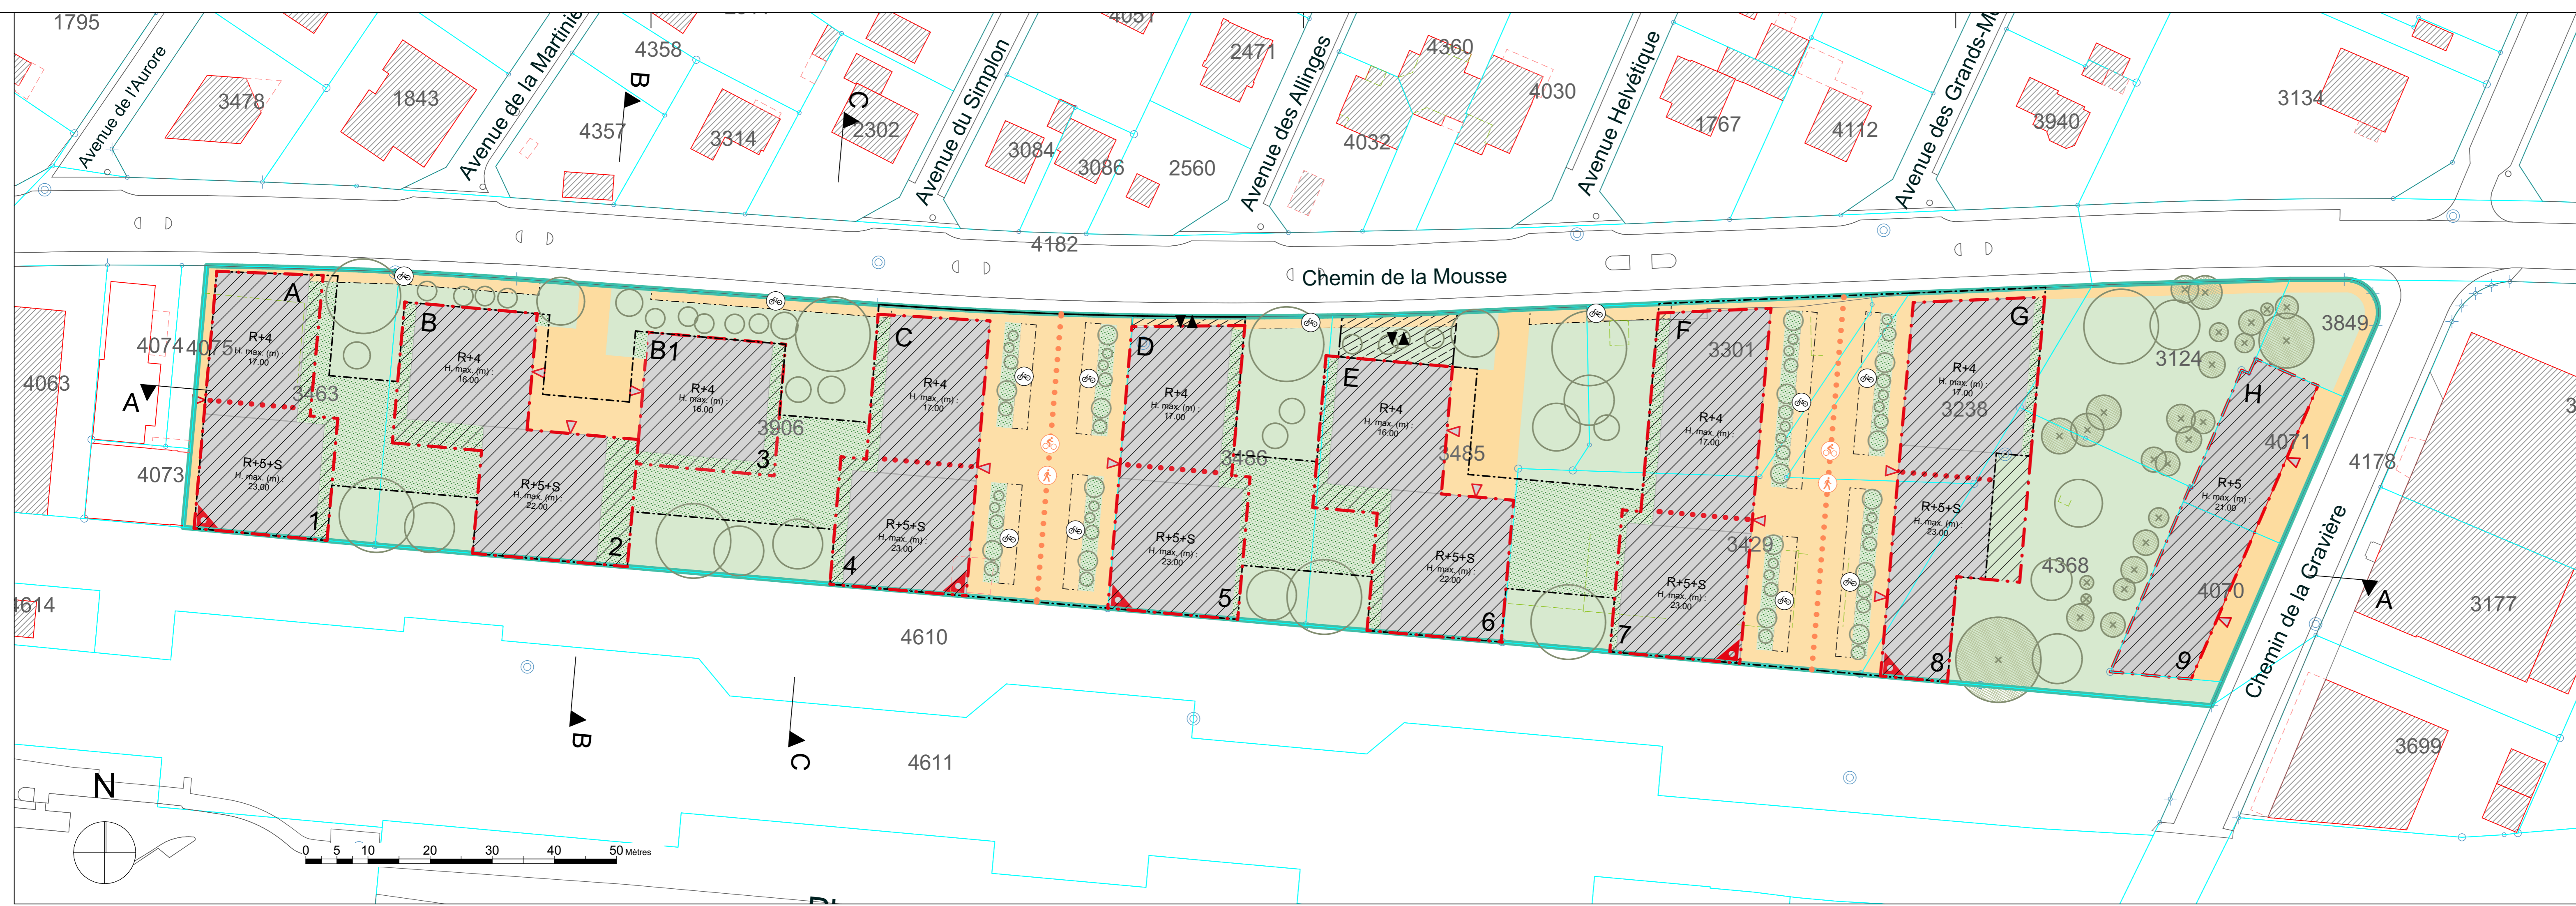 1795
Avenue de l'Aurore
3478
1843
Avenue de la Martinie
4358
B
4357
3314
C
2302
Avenue du Simplon
3084
3086
4051
2471
2560
Avenue des Allinges
4360
4032
4030
Avenue Helvétique
1767
4112
Avenue des Grands-M
3940
3134
4182
Chemin de la Mousse
4063
4074
4075
4073
A
A
R+4
H. max. (m) :
17.00
3463
R+5+S
H. max. (m) :
23.00
1
B
R+4
H. max. (m) :
16.00
R+5+S
H. max. (m) :
22.00
2
B1
R+4
H. max. (m) :
16.00
3906
3
C
R+4
H. max. (m) :
17.00
R+5+S
H. max. (m) :
23.00
4
D
R+4
H. max. (m) :
17.00
3486
R+5+S
H. max. (m) :
23.00
5
E
R+4
H. max. (m) :
16.00
3485
R+5+S
H. max. (m) :
22.00
6
F
3301
R+4
H. max. (m) :
17.00
3429
R+5+S
H. max. (m) :
23.00
7
G
R+4
H. max. (m) :
17.00
3238
R+5+S
H. max. (m) :
23.00
8
3124
3849
H
4071
R+5
H. max. (m) :
21.00
4368
4070
9
4178
Chemin de la Gravière
A
3177
3699
4614
4610
B
C
4611
N
0 5 10 20 30 40 50 Mètres